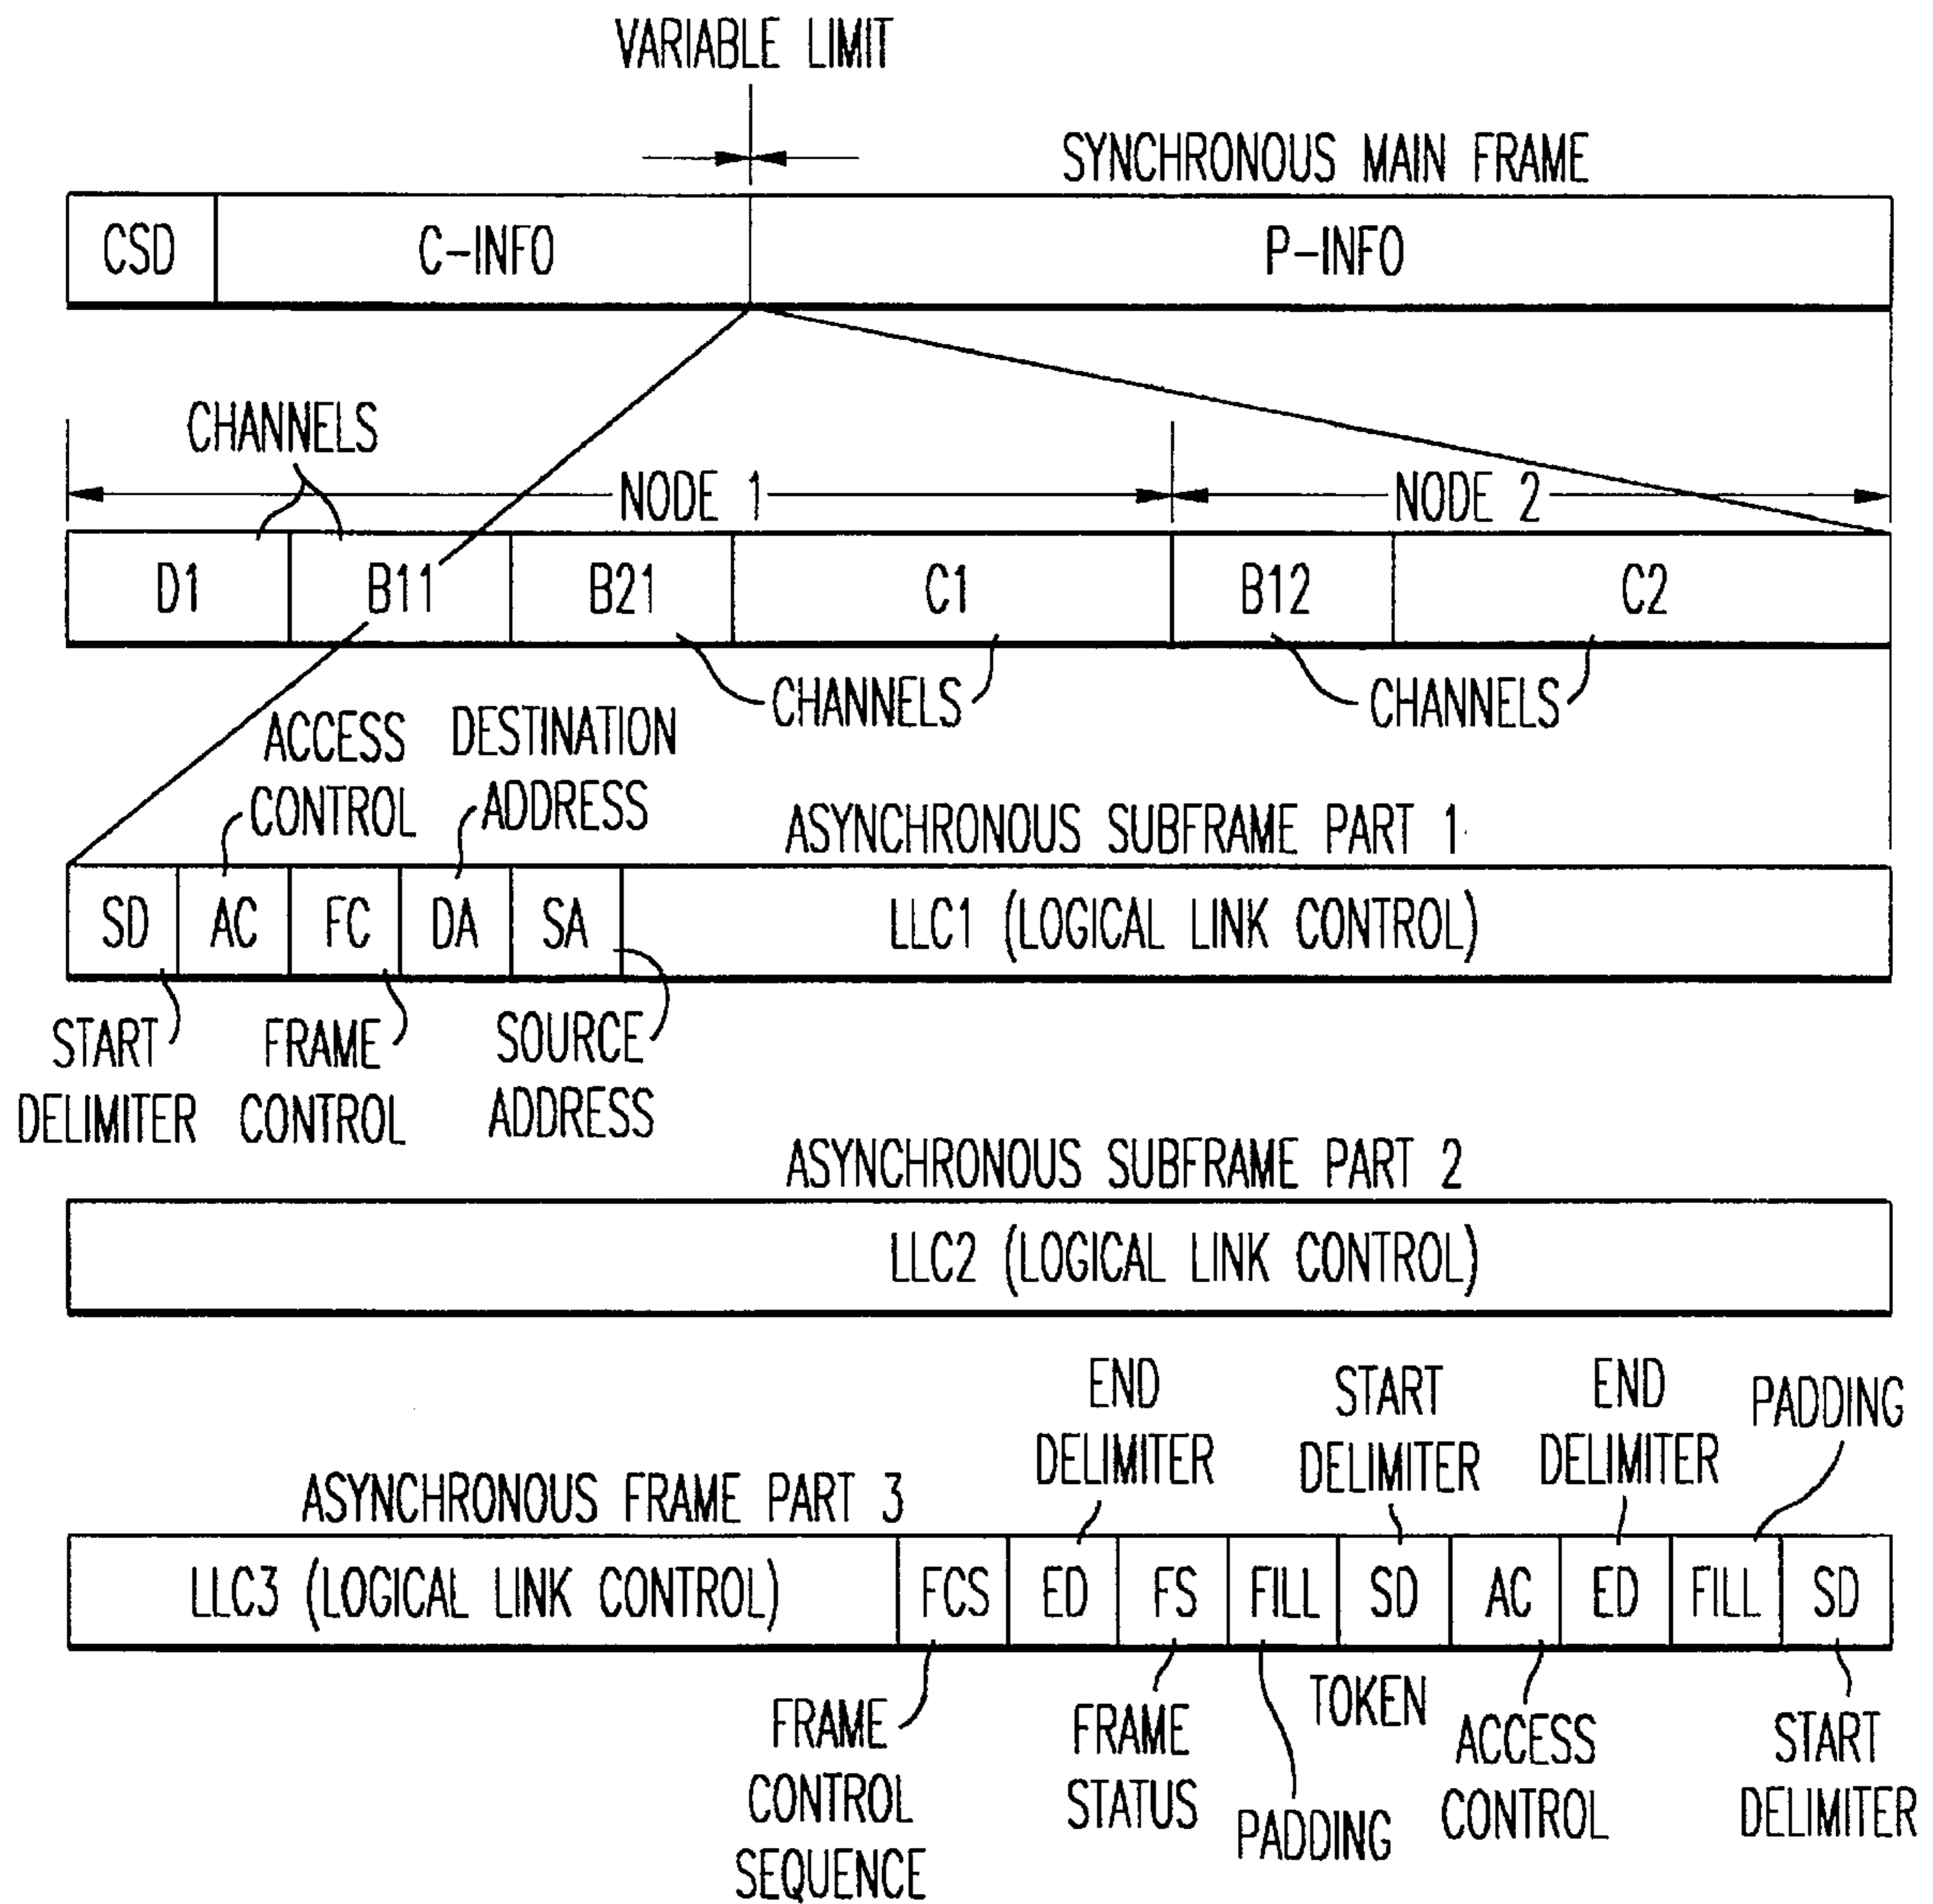 VARIABLE LIMIT
SYNCHRONOUS MAIN FRAME
CSD C-INFO P-INFO
CHANNELS
NODE 1 NODE 2
D1 B11 B21 C1 B12 C2
CHANNELS CHANNELS
ACCESS CONTROL
DESTINATION ADDRESS
ASYNCHRONOUS SUBFRAME PART 1
SD AC FC DA SA LLC1 (LOGICAL LINK CONTROL)
START DELIMITER
FRAME CONTROL
SOURCE ADDRESS
ASYNCHRONOUS SUBFRAME PART 2
LLC2 (LOGICAL LINK CONTROL)
END DELIMITER
START DELIMITER
END DELIMITER
PADDING
ASYNCHRONOUS FRAME PART 3
LLC3 (LOGICAL LINK CONTROL) FCS ED FS FILL SD AC ED FILL SD
FRAME CONTROL SEQUENCE
FRAME STATUS
PADDING
TOKEN
ACCESS CONTROL
START DELIMITER